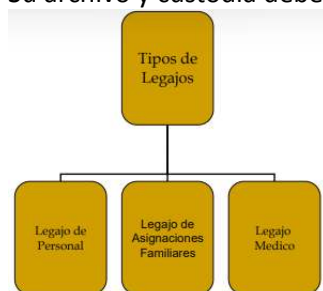 Su archivo y custodia debe
Tipos de
Legajos
Legajo de
Personal
Legajo de
Asignaciones
Familiares
Legajo
Medico